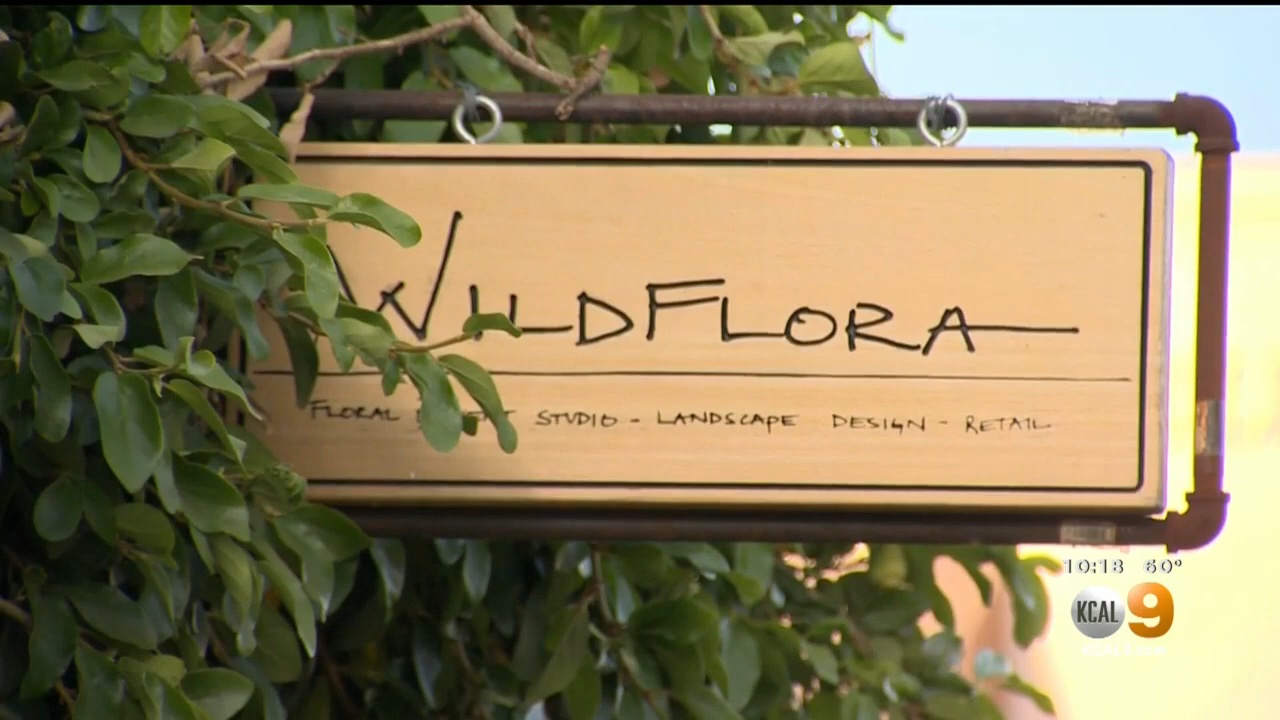 WILDFLORA
FLORAL STUDIO - LANDSCAPE DESIGN - RETAIL
10:18 60°
KCAL 9